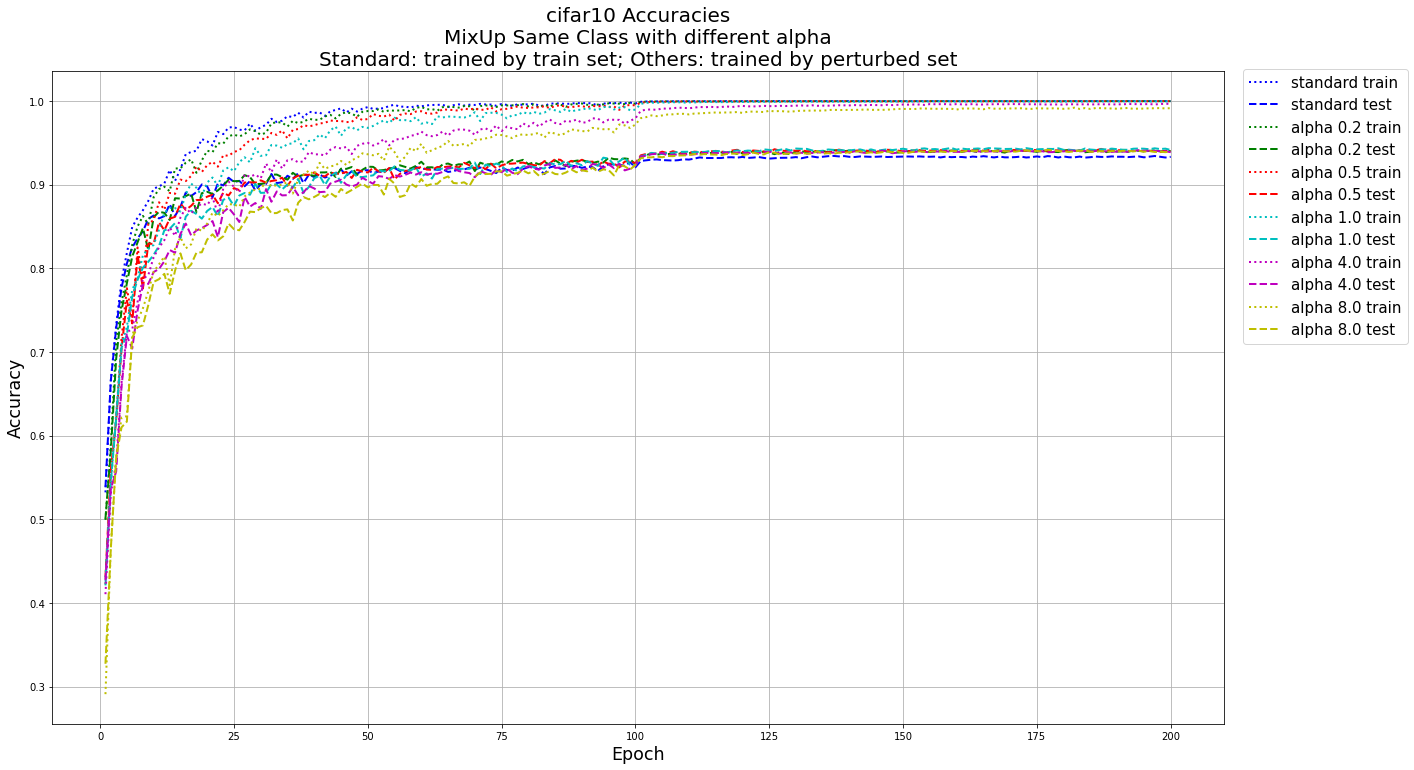 cifar10 Accuracies
MixUp Same Class with different alpha
Standard: trained by train set; Others: trained by perturbed set
standard train
standard test
alpha 0.2 train
alpha 0.2 test
alpha 0.5 train
alpha 0.5 test
alpha 1.0 train
alpha 1.0 test
alpha 4.0 train
alpha 4.0 test
alpha 8.0 train
alpha 8.0 test
Accuracy
1.0
0.9
0.8
0.7
0.6
0.5
0.4
0.3
0 25 50 75 100 125 150 175 200
Epoch